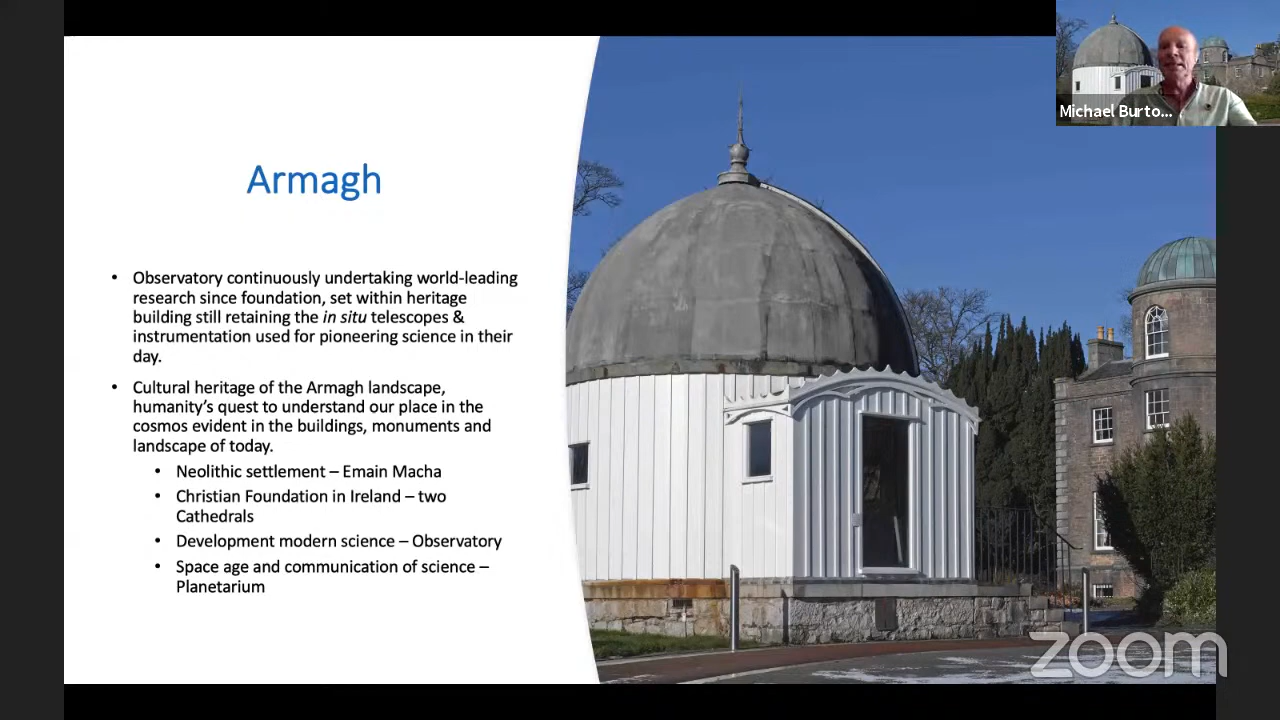 Michael Burto...
Armagh
• Observatory continuously undertaking world-leading
research since foundation, set within heritage
building still retaining the in situ telescopes &
instrumentation used for pioneering science in their
day.
• Cultural heritage of the Armagh landscape,
humanity's quest to understand our place in the
cosmos evident in the buildings, monuments and
landscape of today.
• Neolithic settlement – Emain Macha
• Christian Foundation in Ireland – two
Cathedrals
• Development modern science – Observatory
• Space age and communication of science –
Planetarium
zoom